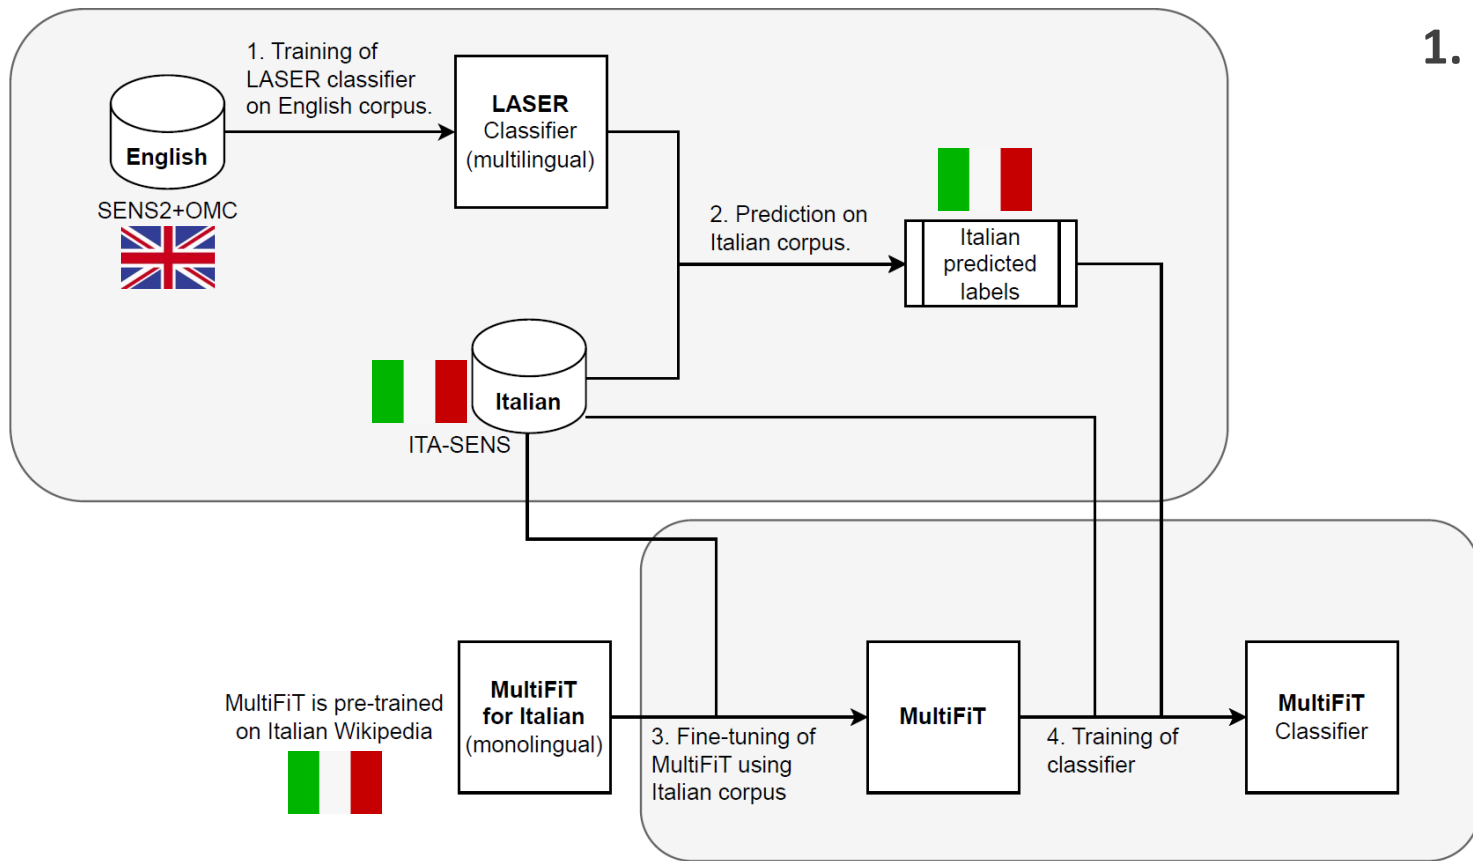 1.
1. Training of
LASER classifier
on English corpus.
LASER
Classifier
(multilingual)
English
SENS2+OMC
2. Prediction on
Italian corpus.
Italian
predicted
labels
Italian
ITA-SENS
MultiFiT is pre-trained
on Italian Wikipedia
MultiFiT
for Italian
(monolingual)
3. Fine-tuning of
MultiFiT using
Italian corpus
MultiFiT
4. Training of
classifier
MultiFiT
Classifier